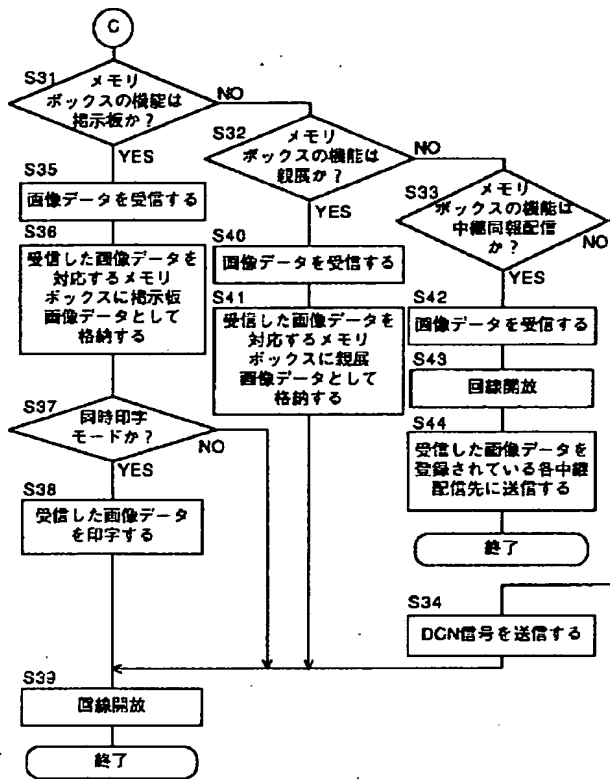 C
S31
メモリ
ボックスの機能は
掲示板か？
NO
YES
S32
メモリ
ボックスの機能は
親展か？
NO
YES
S33
メモリ
ボックスの機能は
中継同報配信
か？
NO
YES
S35
画像データを受信する
S36
受信した画像データを
対応するメモリ
ボックスに掲示板
画像データとして
格納する
S37
同時印字
モードか？
NO
YES
S38
受信した画像データ
を印字する
S40
画像データを受信する
S41
受信した画像データを
対応するメモリ
ボックスに親展
画像データとして
格納する
S42
画像データを受信する
S43
回線開放
S44
受信した画像データを
登録されている各中継
配信先に送信する
終了
S34
DCN信号を送信する
S39
回線開放
終了